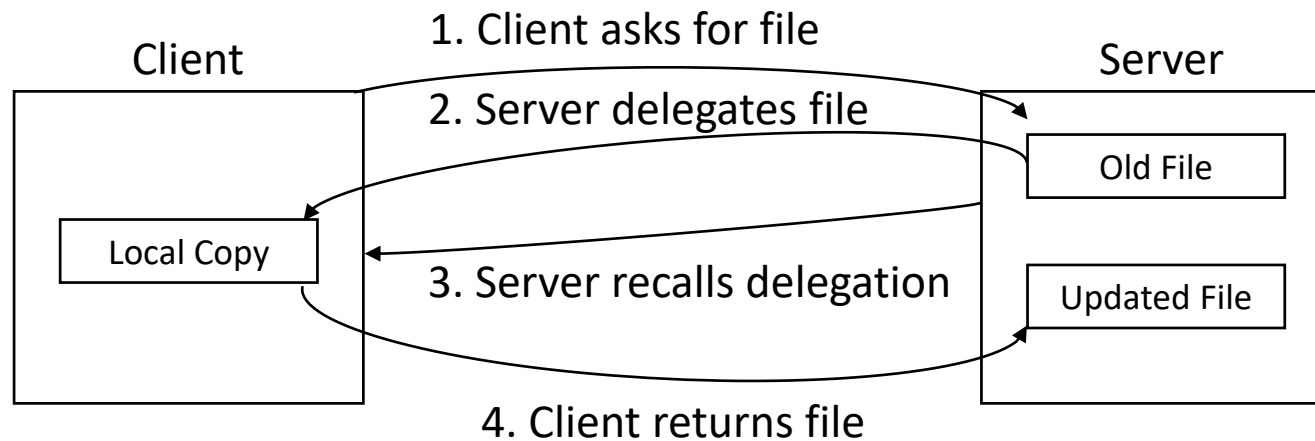 1. Client asks for file
Client
Server
2. Server delegates file
Old File
Local Copy
3. Server recalls delegation
Updated File
4. Client returns file